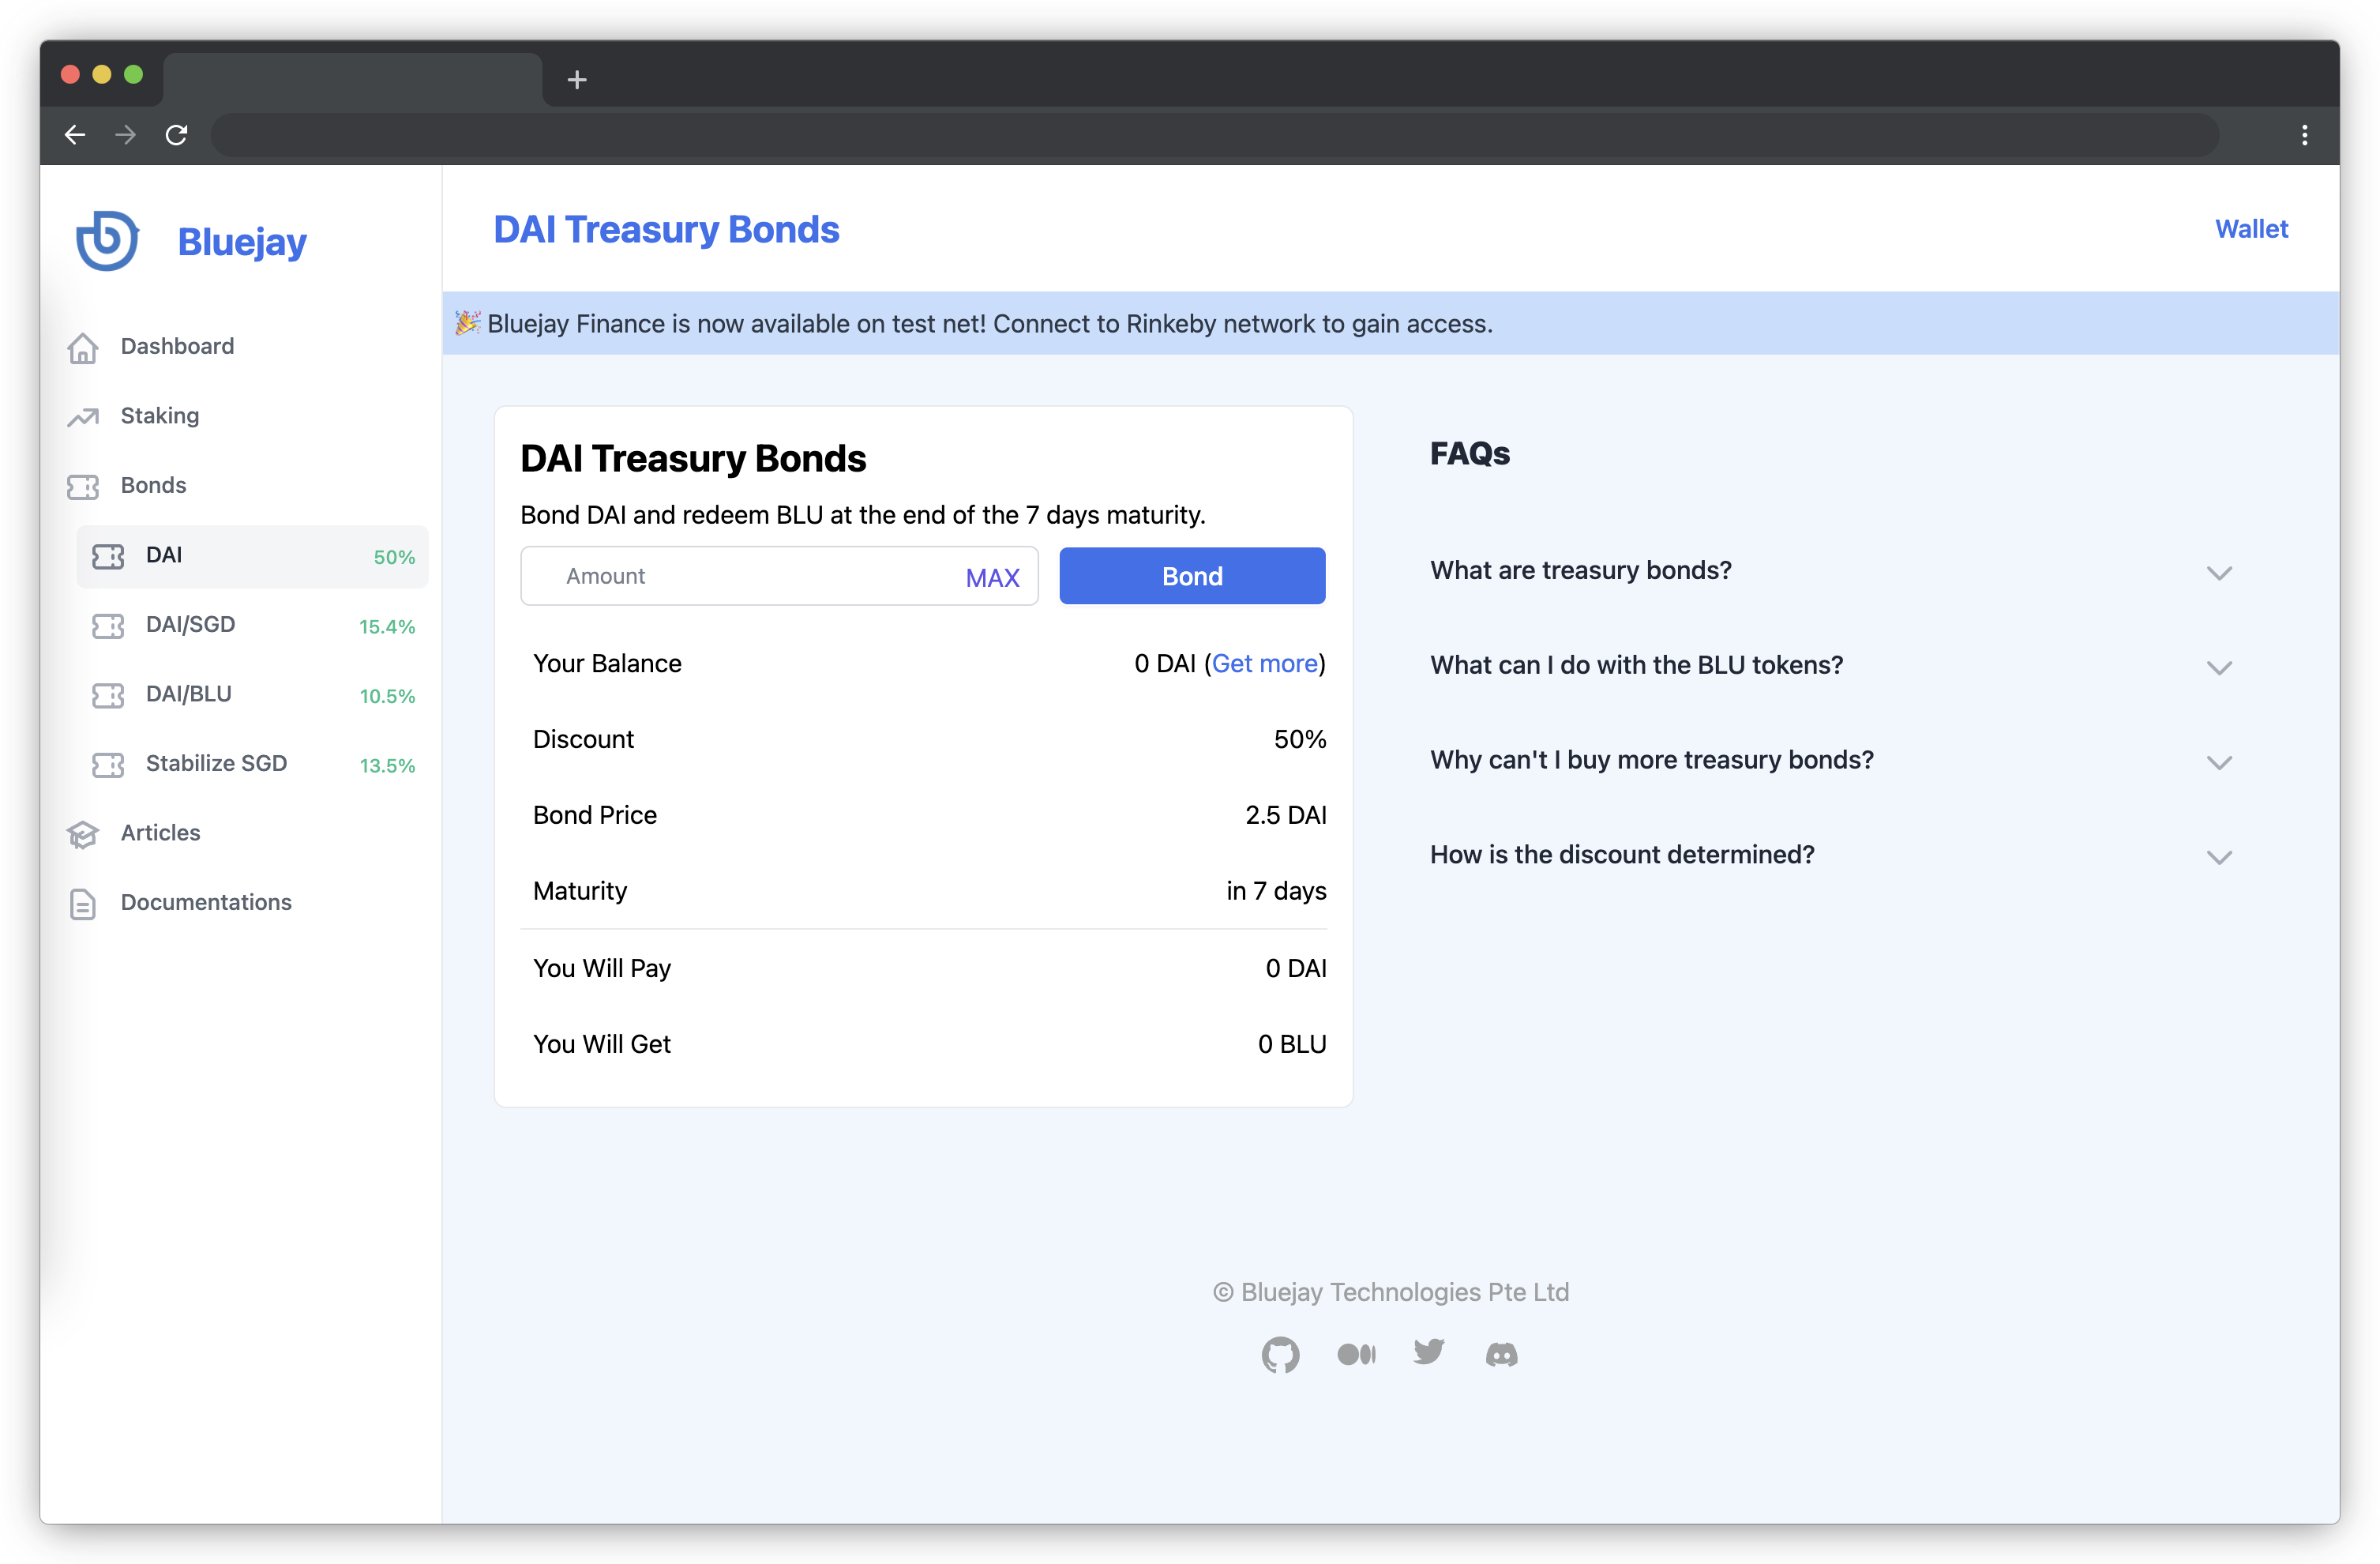 Bluejay
Dashboard
Staking
Bonds
DAI 50%
DAI/SGD 15.4%
DAI/BLU 10.5%
Stabilize SGD 13.5%
Articles
Documentations
DAI Treasury Bonds
Wallet
🎉 Bluejay Finance is now available on test net! Connect to Rinkeby network to gain access.
DAI Treasury Bonds
Bond DAI and redeem BLU at the end of the 7 days maturity.
Amount MAX Bond
Your Balance 0 DAI (Get more)
Discount 50%
Bond Price 2.5 DAI
Maturity in 7 days
You Will Pay 0 DAI
You Will Get 0 BLU
FAQs
What are treasury bonds?
What can I do with the BLU tokens?
Why can't I buy more treasury bonds?
How is the discount determined?
© Bluejay Technologies Pte Ltd